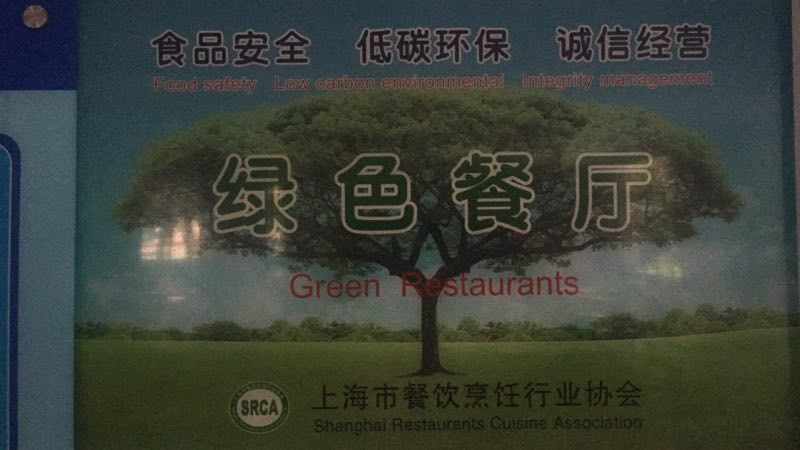 食品安全 低碳环保 诚信经营
Food safety Low carbon environmental Integrity management
绿色餐厅
Green Restaurants
SRCA
上海市餐饮烹饪行业协会
Shanghai Restaurants Cuisine Association